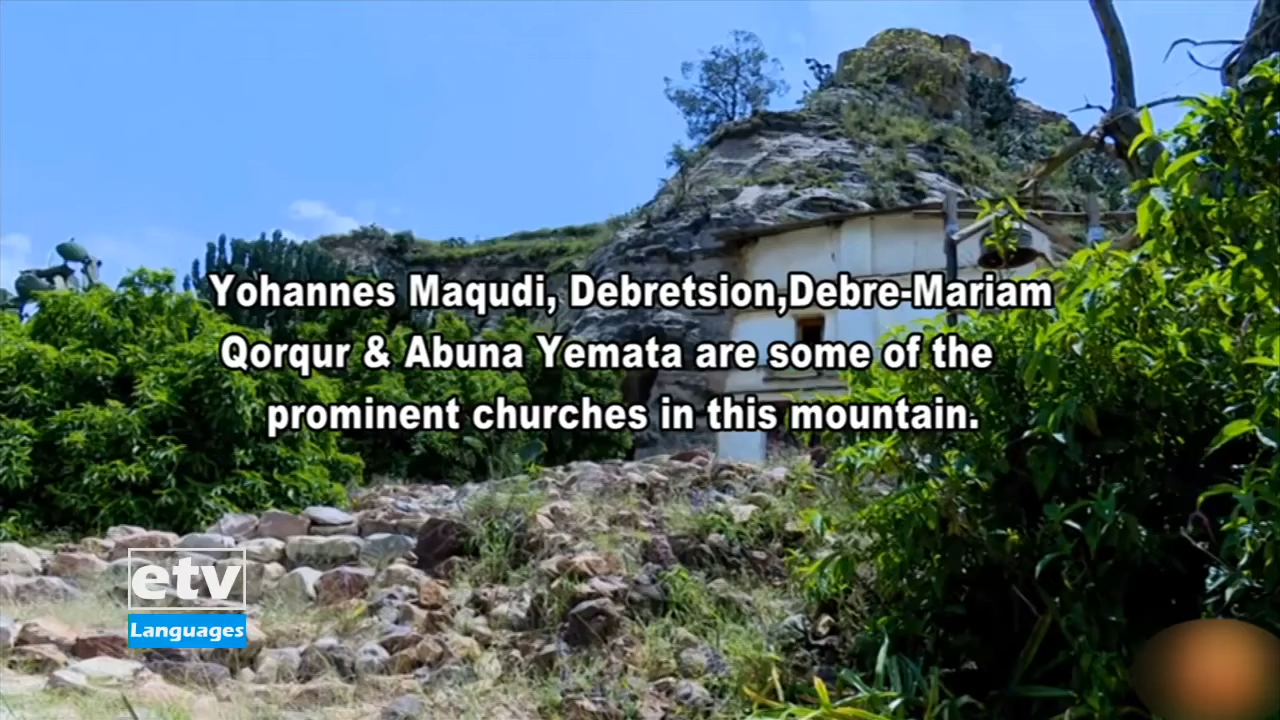 Yohannes Maqudi, Debretsion,Debre-Mariam
Qorqur & Abuna Yemata are some of the
prominent churches in this mountain.
etv
Languages